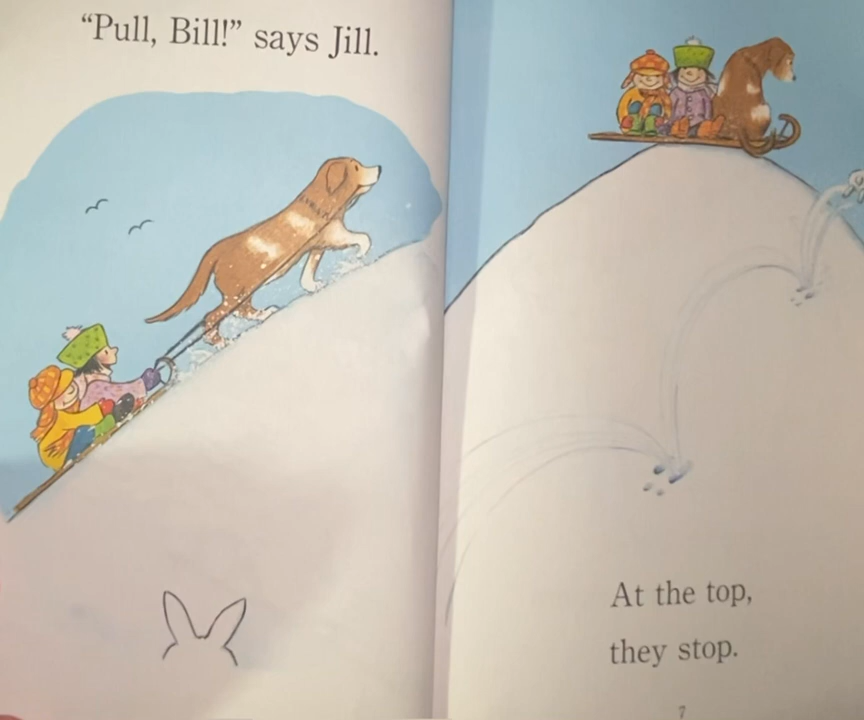 “Pull, Bill!” says Jill.
At the top,
they stop.
7